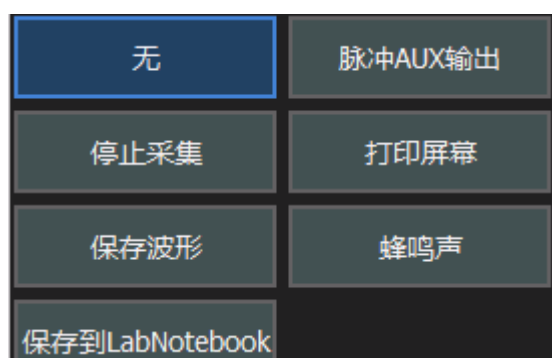 无
脉冲AUX输出
停止采集
打印屏幕
保存波形
蜂鸣声
保存到LabNotebook